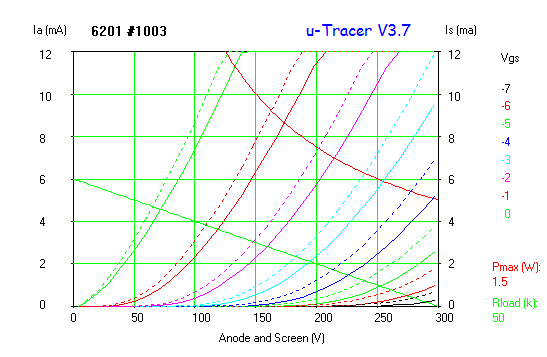 Ia (mA) 6201 #1003 u-Tracer V3.7 Is (ma)
12 12 Vgs
-7
10 10 -6
-5
8 8 -4
-3
6 6 -2
-1
4 4 0
2 2 Pmax (W):
1.5
0 0 Rload (k):
0 50 100 150 200 250 300 50
Anode and Screen (V)